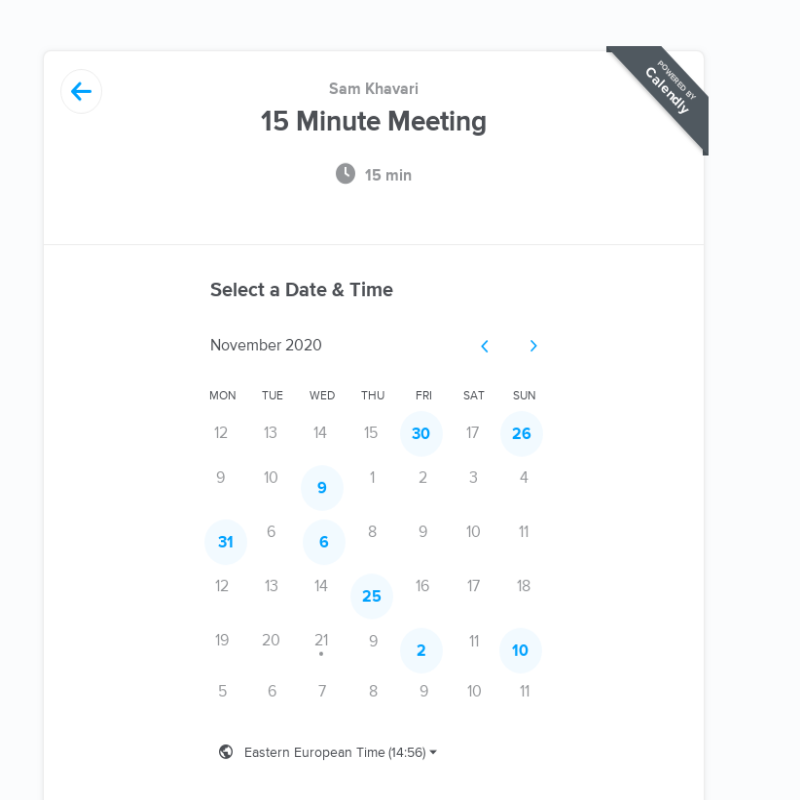 POWERED BY
Calendly
Sam Khavari
15 Minute Meeting
15 min
Select a Date & Time
November 2020
MON TUE WED THU FRI SAT SUN
12 13 14 15 30 17 26
9 10 9 1 2 3 4
31 6 6 8 9 10 11
12 13 14 25 16 17 18
19 20 21 9 2 11 10
5 6 7 8 9 10 11
Eastern European Time (14:56)